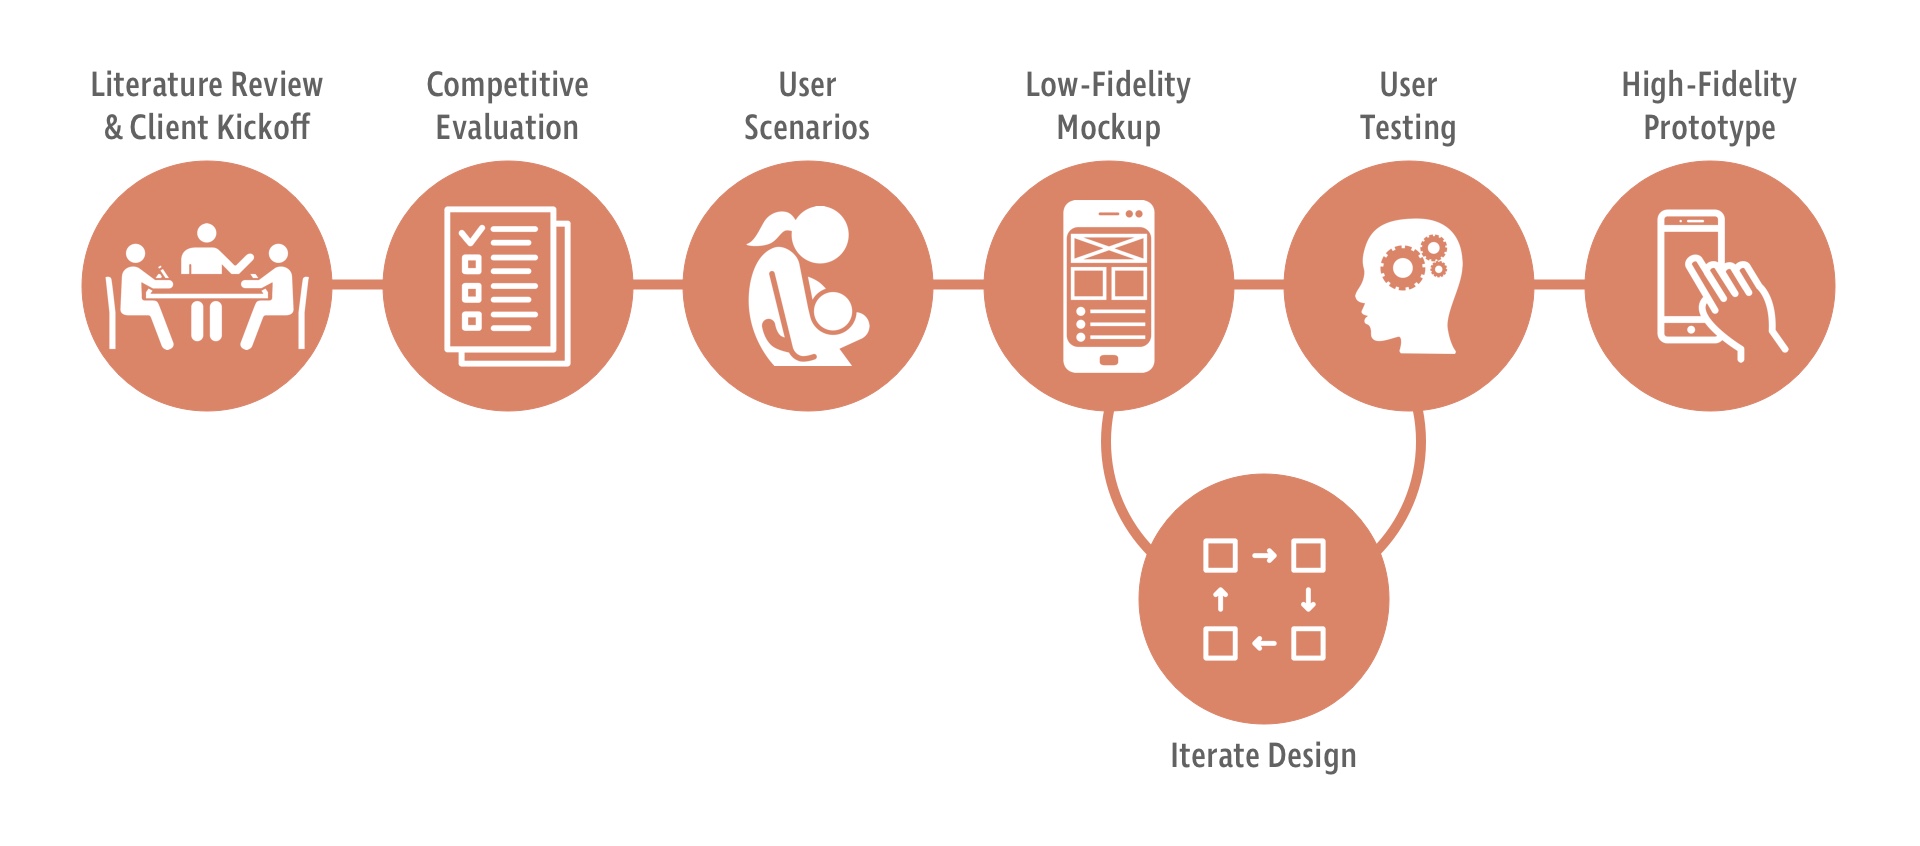 Literature Review
& Client Kickoff
Competitive
Evaluation
User
Scenarios
Low-Fidelity
Mockup
User
Testing
High-Fidelity
Prototype
Iterate Design